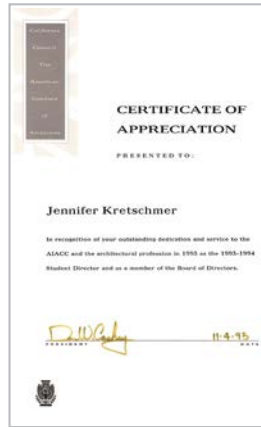 California
Council
The
American
Institute
of
Architects
CERTIFICATE OF
APPRECIATION
PRESENTED TO:
Jennifer Kretschmer
In recognition of your outstanding dedication and service to the
AIACC and the architectural profession in 1993 as the 1993-1994
Student Director and as a member of the Board of Directors.
11-4-93
PRESIDENT
DATE